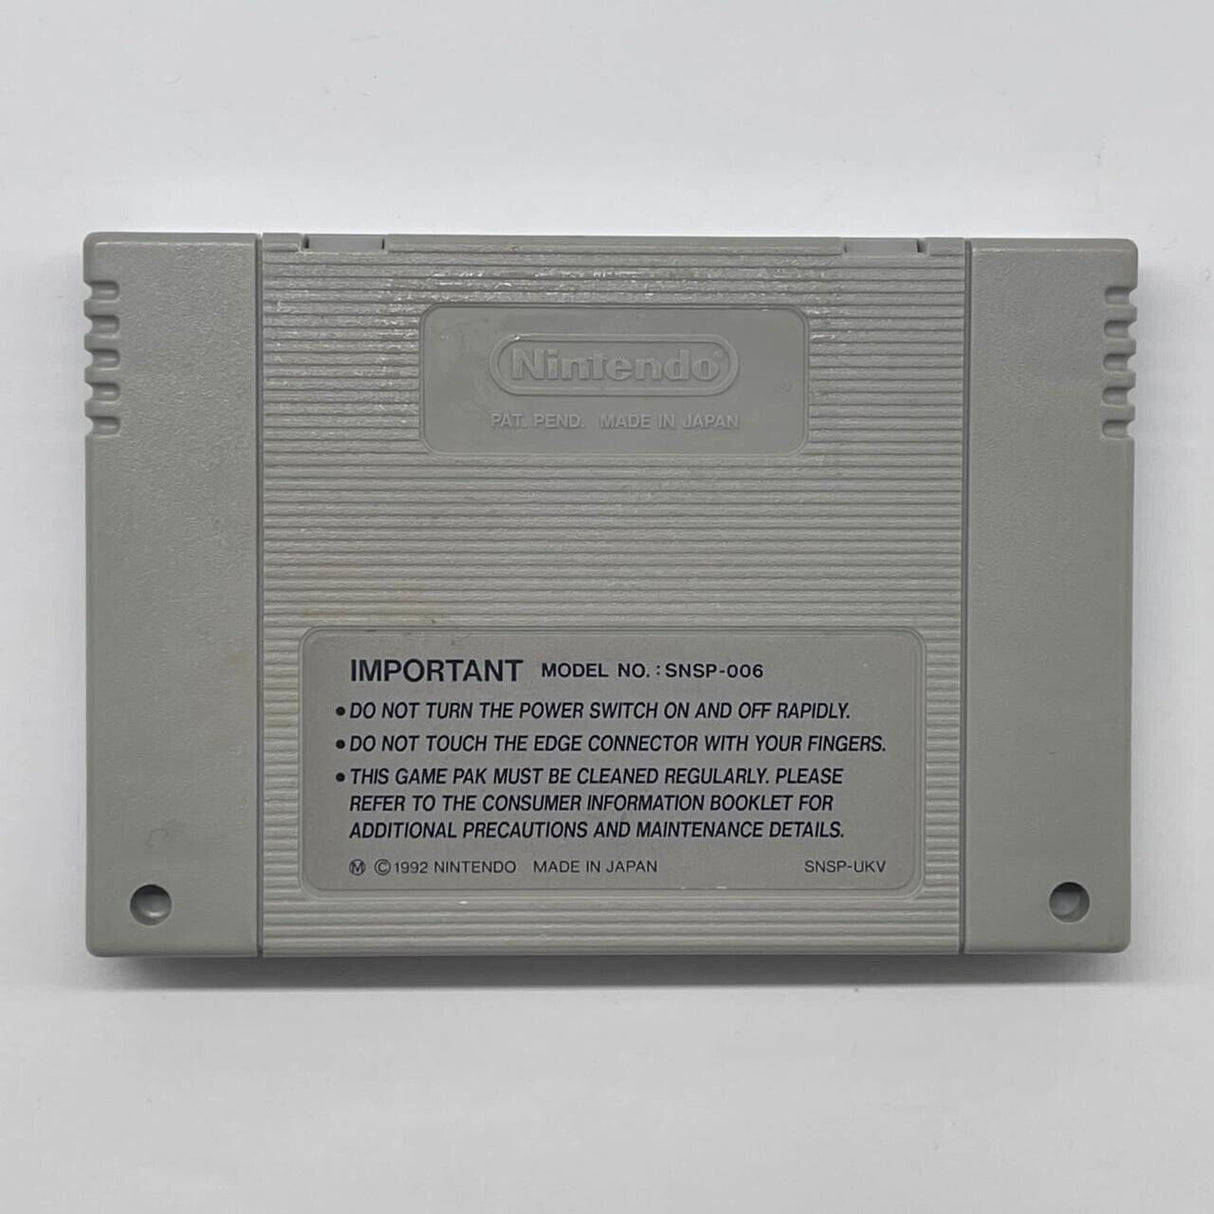 Nintendo®
PAT. PEND. MADE IN JAPAN
IMPORTANT MODEL NO. : SNSP-006
•DO NOT TURN THE POWER SWITCH ON AND OFF RAPIDLY.
•DO NOT TOUCH THE EDGE CONNECTOR WITH YOUR FINGERS.
•THIS GAME PAK MUST BE CLEANED REGULARLY. PLEASE
REFER TO THE CONSUMER INFORMATION BOOKLET FOR
ADDITIONAL PRECAUTIONS AND MAINTENANCE DETAILS.
Ⓜ ©1992 NINTENDO MADE IN JAPAN SNSP-UKV